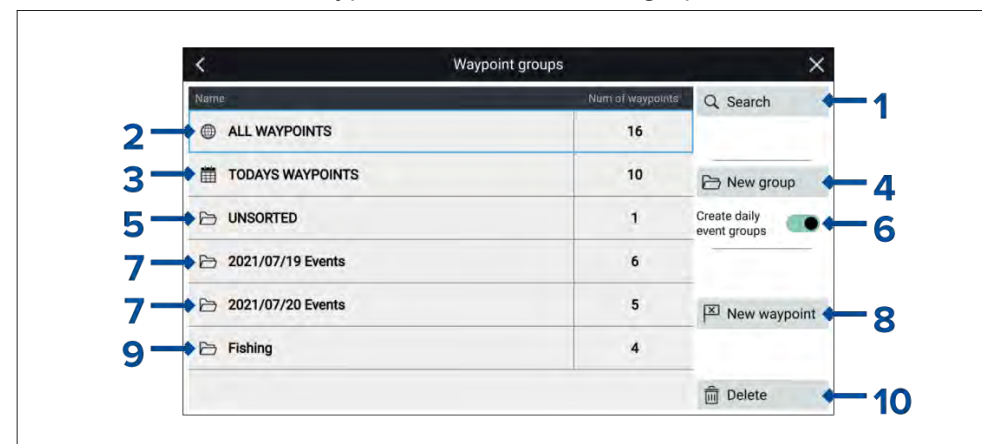 Waypoint groups
Name Num of waypoints
Search 1
2 ALL WAYPOINTS 16
3 TODAYS WAYPOINTS 10
New group 4
5 UNSORTED 1
Create daily
event groups 6
7 2021/07/19 Events 6
7 2021/07/20 Events 5
New waypoint 8
9 Fishing 4
Delete 10